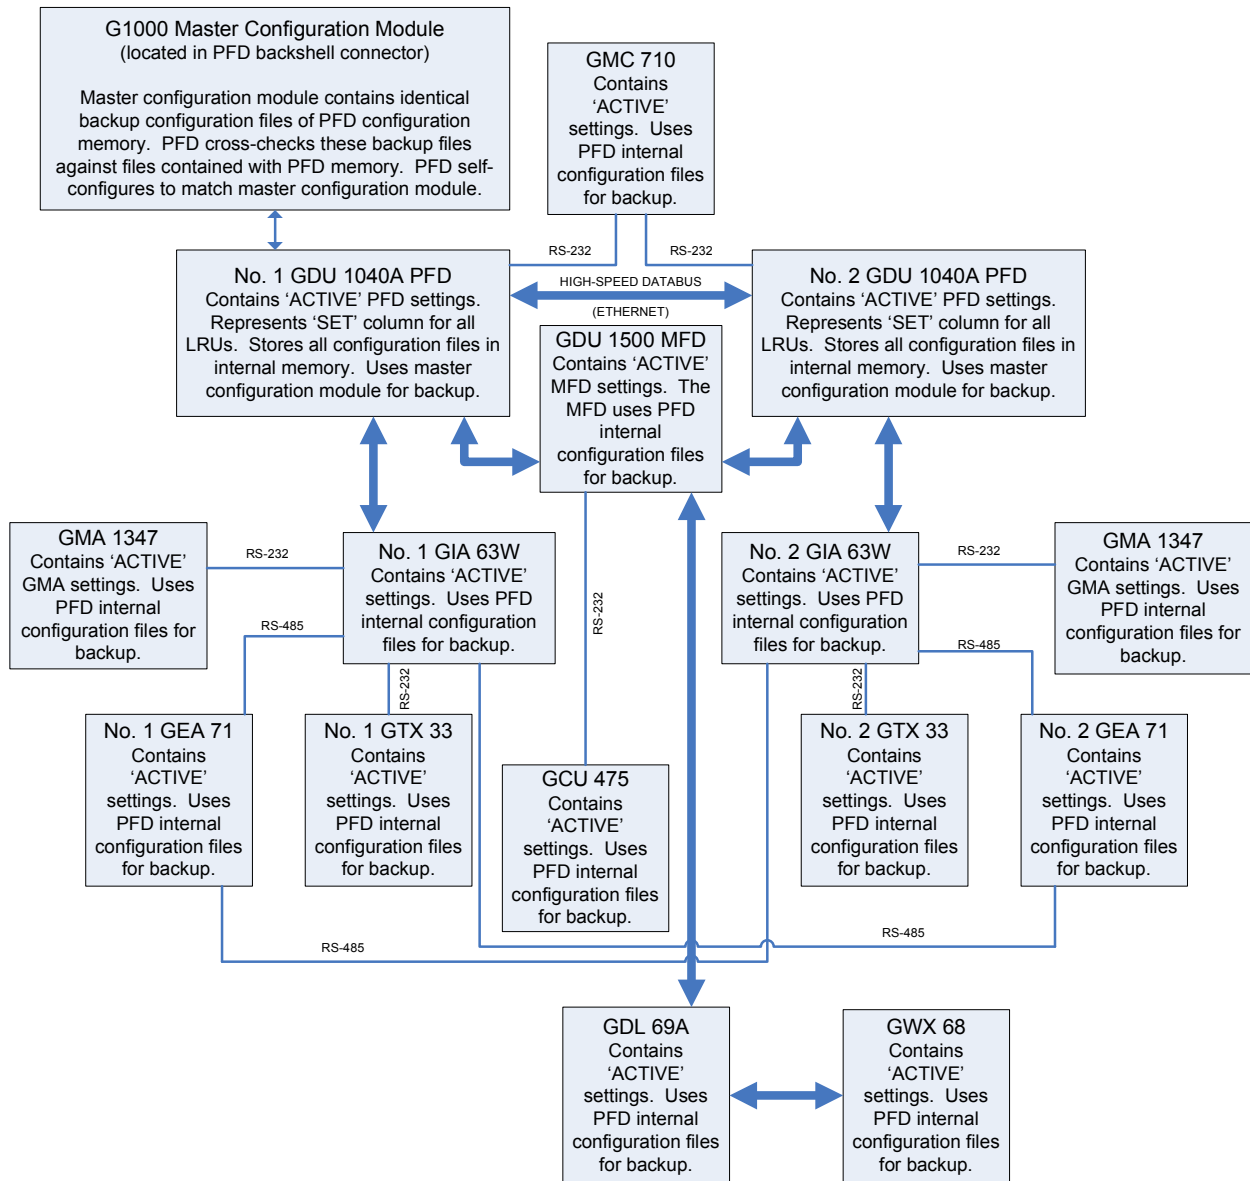 G1000 Master Configuration Module
(located in PFD backshell connector)
Master configuration module contains identical
backup configuration files of PFD configuration
memory. PFD cross-checks these backup files
against files contained with PFD memory. PFD self-
configures to match master configuration module.
GMC 710
Contains
‘ACTIVE’
settings. Uses
PFD internal
configuration files
for backup.
RS-232
RS-232
No. 1 GDU 1040A PFD
Contains ‘ACTIVE’ PFD settings.
Represents ‘SET’ column for all
LRUs. Stores all configuration files in
internal memory. Uses master
configuration module for backup.
HIGH-SPEED DATABUS
(ETHERNET)
No. 2 GDU 1040A PFD
Contains ‘ACTIVE’ PFD settings.
Represents ‘SET’ column for all
LRUs. Stores all configuration files in
internal memory. Uses master
configuration module for backup.
GDU 1500 MFD
Contains ‘ACTIVE’
MFD settings. The
MFD uses PFD
internal
configuration files
for backup.
GMA 1347
Contains ‘ACTIVE’
GMA settings. Uses
PFD internal
configuration files for
backup.
RS-232
RS-485
No. 1 GIA 63W
Contains ‘ACTIVE’
settings. Uses PFD
internal configuration
files for backup.
RS-232
RS-232
No. 2 GIA 63W
Contains ‘ACTIVE’
settings. Uses PFD
internal configuration
files for backup.
RS-232
RS-232
RS-485
GMA 1347
Contains ‘ACTIVE’
GMA settings. Uses
PFD internal
configuration files for
backup.
No. 1 GEA 71
Contains
‘ACTIVE’
settings. Uses
PFD internal
configuration files
for backup.
No. 1 GTX 33
Contains
‘ACTIVE’
settings. Uses
PFD internal
configuration files
for backup.
GCU 475
Contains
‘ACTIVE’
settings. Uses
PFD internal
configuration files
for backup.
No. 2 GTX 33
Contains
‘ACTIVE’
settings. Uses
PFD internal
configuration files
for backup.
No. 2 GEA 71
Contains
‘ACTIVE’
settings. Uses
PFD internal
configuration files
for backup.
RS-485
RS-485
GDL 69A
Contains
‘ACTIVE’
settings. Uses
PFD internal
configuration files
for backup.
GWX 68
Contains
‘ACTIVE’
settings. Uses
PFD internal
configuration files
for backup.